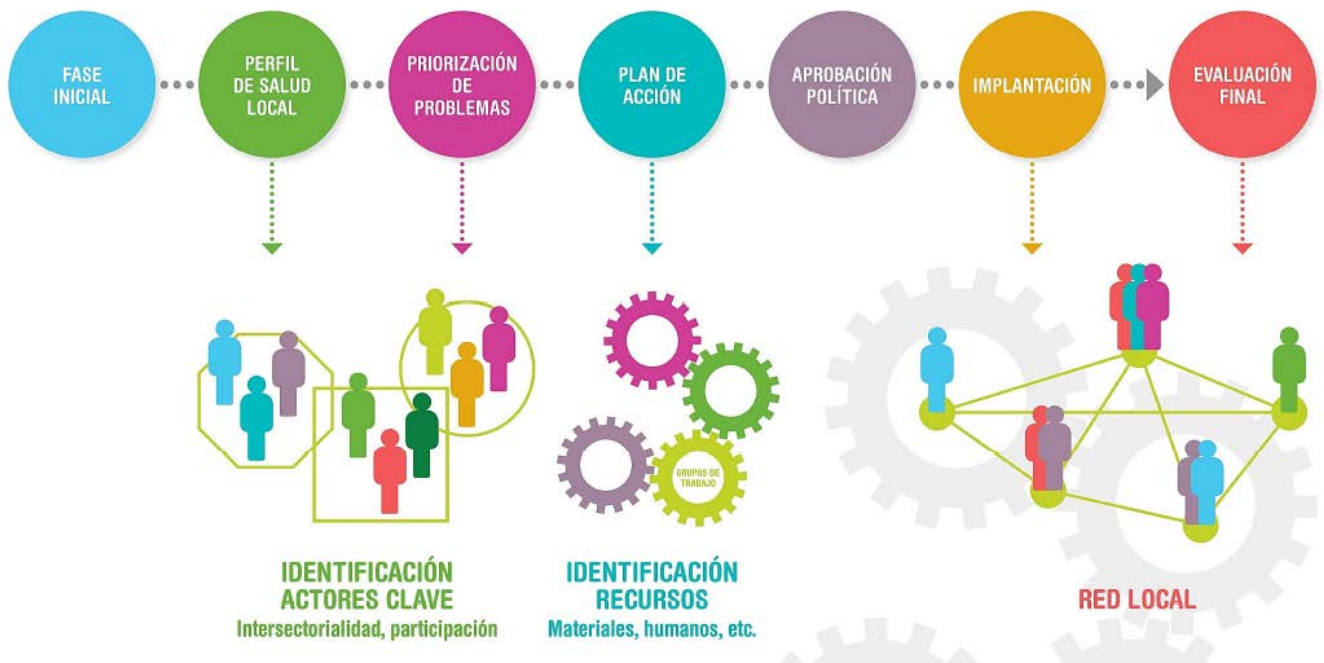 FASE
INICIAL
PERFIL
DE SALUD
LOCAL
PRIORIZACIÓN
DE
PROBLEMAS
PLAN DE
ACCIÓN
APROBACIÓN
POLÍTICA
IMPLANTACIÓN
EVALUACIÓN
FINAL
GRUPOS DE
TRABAJO
IDENTIFICACIÓN
ACTORES CLAVE
Intersectorialidad, participación
IDENTIFICACIÓN
RECURSOS
Materiales, humanos, etc.
RED LOCAL